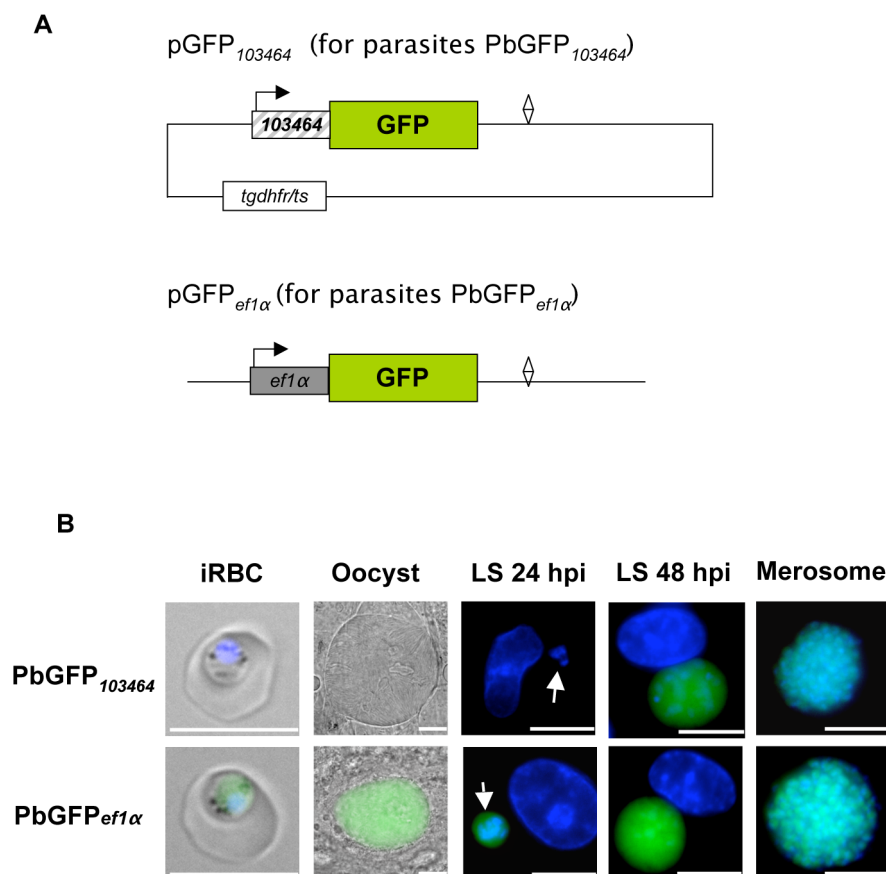 A
pGFP103464 (for parasites PbGFP103464)
103464 GFP
tgdhfr/ts
pGFPef1α (for parasites PbGFPef1α)
ef1α GFP
B
iRBC Oocyst LS 24 hpi LS 48 hpi Merosome
PbGFP103464
PbGFPef1α